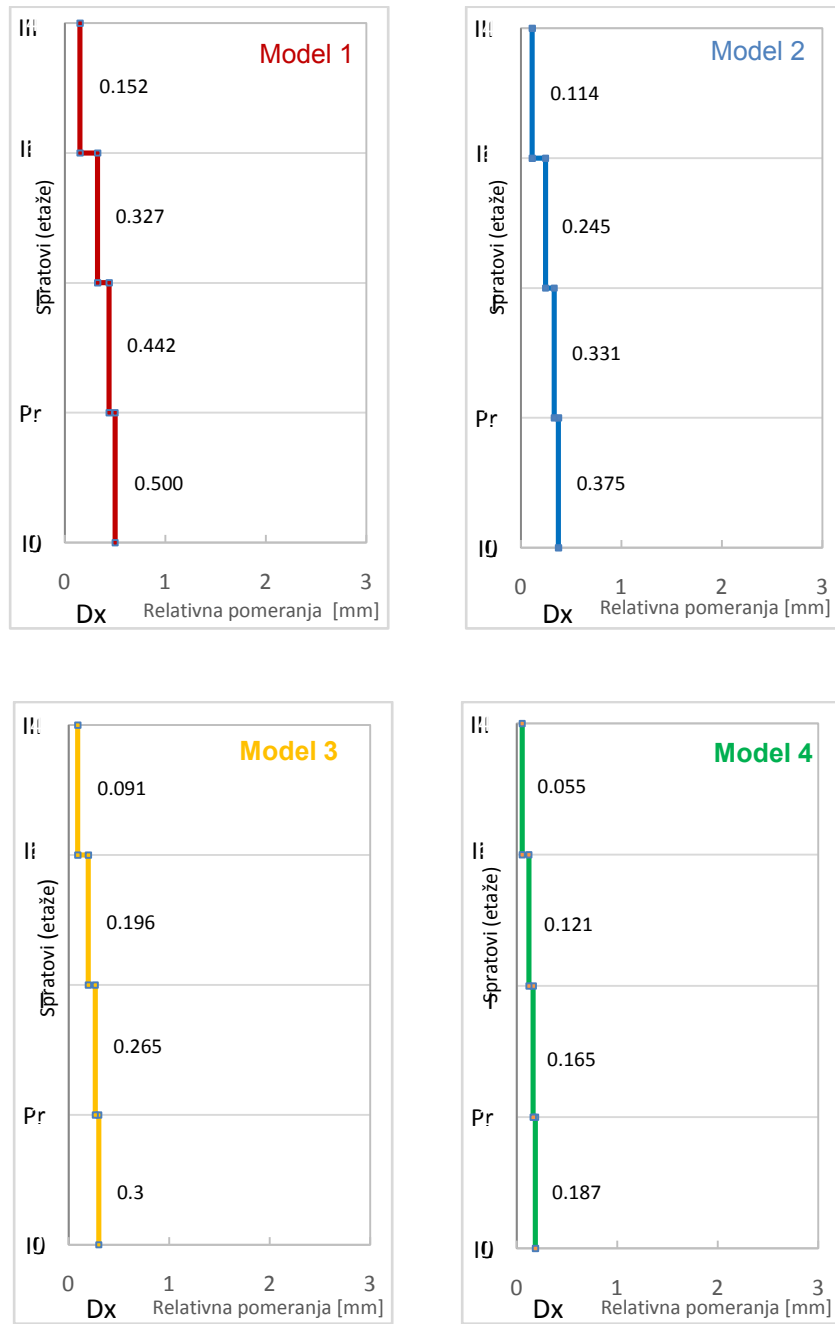 Model 1
0.152
0.327
0.442
Pr
0.500
Spratovi (etaže)
0 1 2 3
Dx Relativna pomeranja [mm]
Model 2
0.114
0.245
0.331
Pr
0.375
Spratovi (etaže)
0 1 2 3
Dx Relativna pomeranja [mm]
Model 3
0.091
0.196
0.265
Pr
0.3
Spratovi (etaže)
0 1 2 3
Dx Relativna pomeranja [mm]
Model 4
0.055
0.121
0.165
Pr
0.187
Spratovi (etaže)
0 1 2 3
Dx Relativna pomeranja [mm]